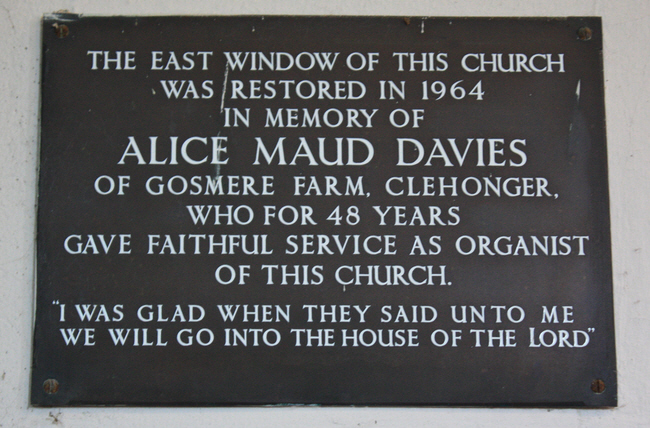 THE EAST WINDOW OF THIS CHURCH
WAS RESTORED IN 1964
IN MEMORY OF
ALICE MAUD DAVIES
OF GOSMERE FARM, CLEHONGER,
WHO FOR 48 YEARS
GAVE FAITHFUL SERVICE AS ORGANIST
OF THIS CHURCH.
"I WAS GLAD WHEN THEY SAID UNTO ME
WE WILL GO INTO THE HOUSE OF THE LORD"